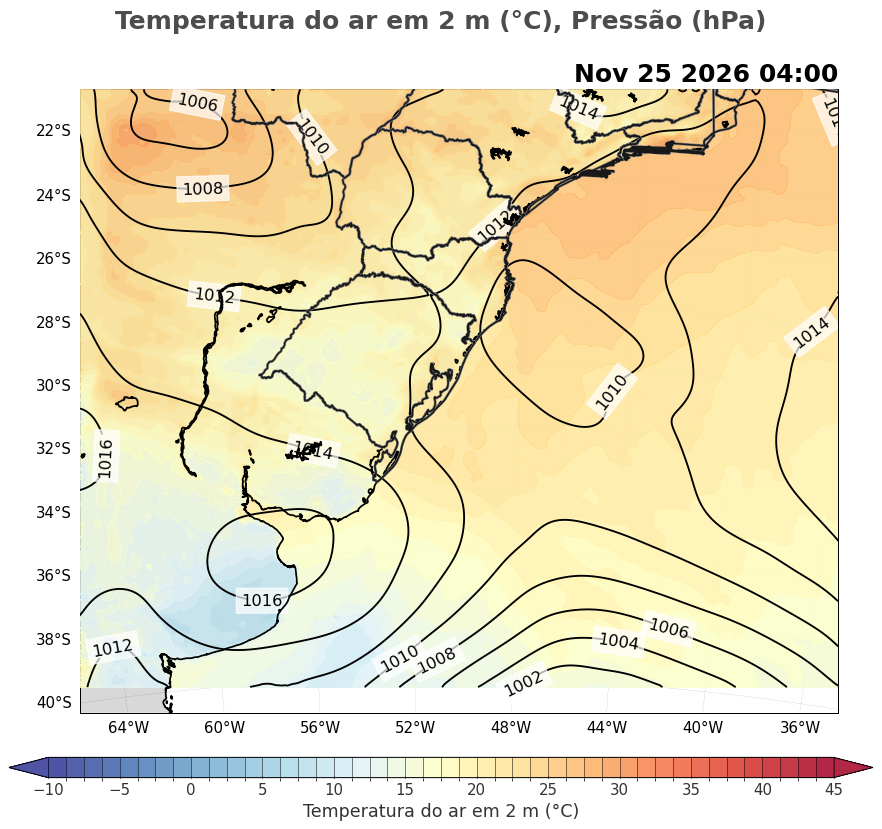 Temperatura do ar em 2 m (°C), Pressão (hPa)
Nov 25 2026 04:00
1006
1014
1010
1008
1012
1012
1014
1010
1016
1014
1016
1012
1010
1008
1006
1004
1002
22°S
24°S
26°S
28°S
30°S
32°S
34°S
36°S
38°S
40°S
64°W 60°W 56°W 52°W 48°W 44°W 40°W 36°W
−10 −5 0 5 10 15 20 25 30 35 40 45
Temperatura do ar em 2 m (°C)